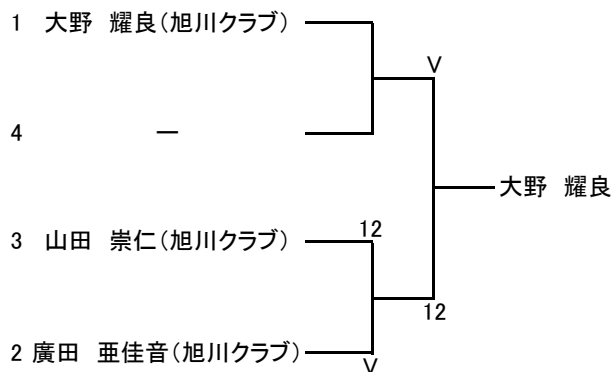 1 大野 耀良(旭川クラブ)
V
4 ー
大野 耀良
3 山田 崇仁(旭川クラブ)
12
12
2 廣田 亜佳音(旭川クラブ)
V